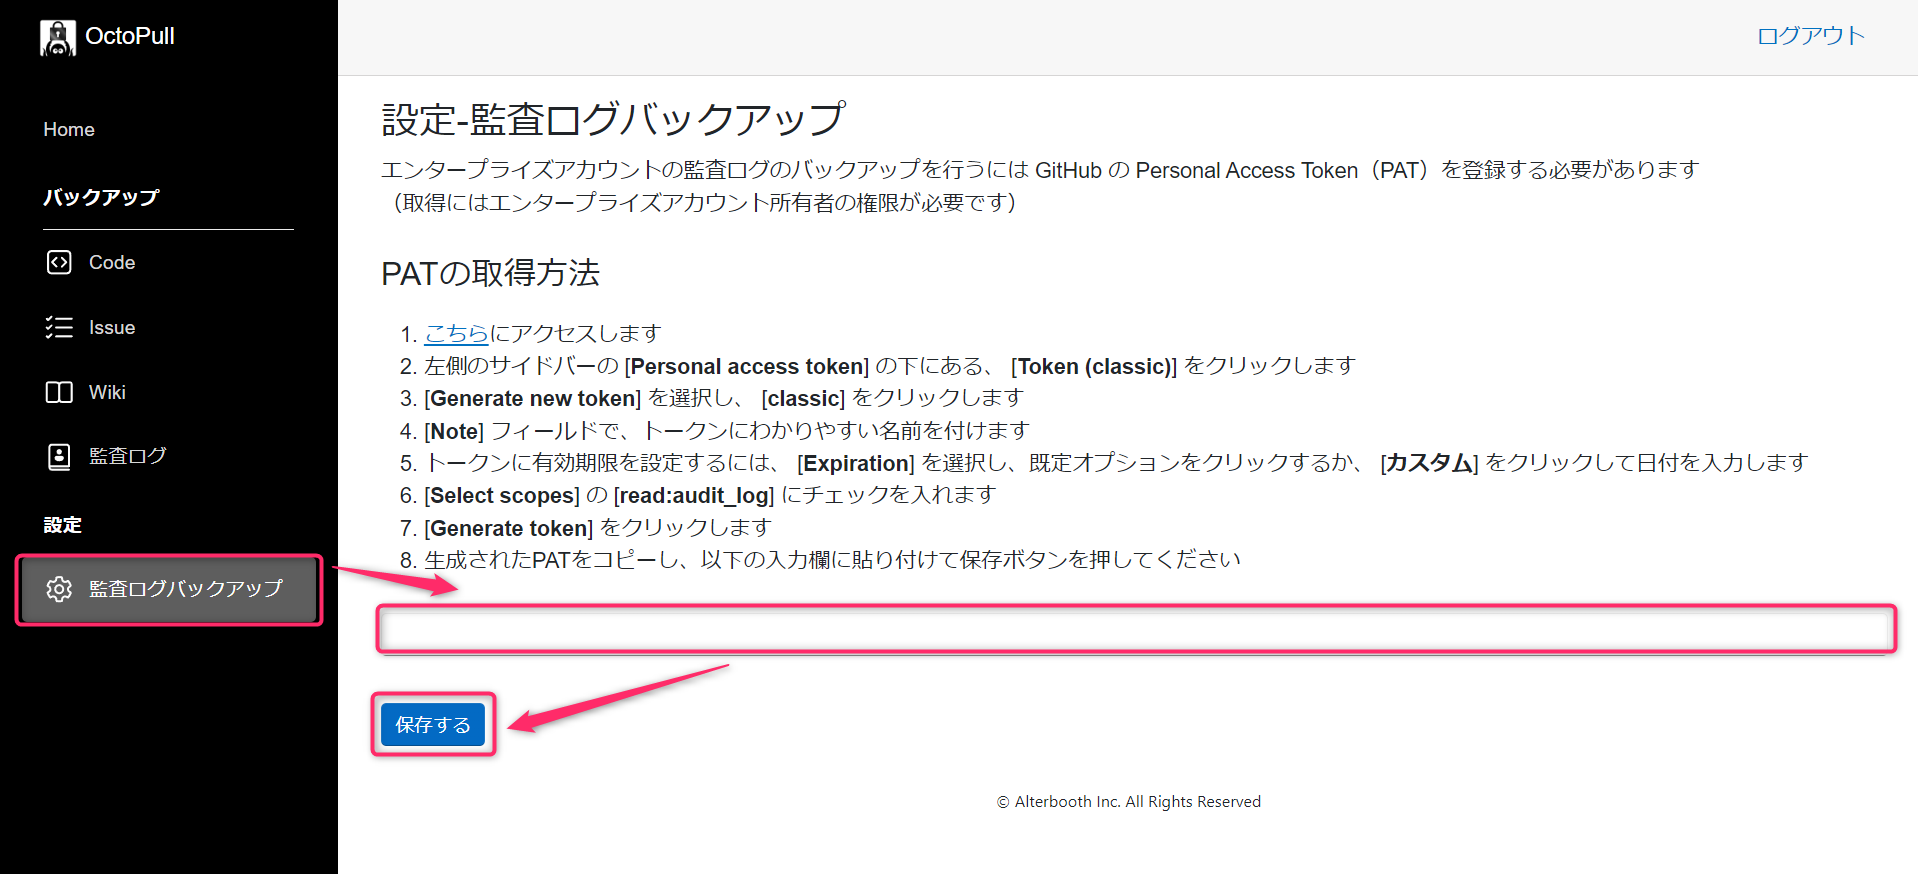 OctoPull
ログアウト
Home
バックアップ
Code
Issue
Wiki
監査ログ
設定
監査ログバックアップ
設定-監査ログバックアップ
エンタープライズアカウントの監査ログのバックアップを行うには GitHub の Personal Access Token（PAT）を登録する必要があります
（取得にはエンタープライズアカウント所有者の権限が必要です）
PATの取得方法
1. こちらにアクセスします
2. 左側のサイドバーの [Personal access token] の下にある、 [Token (classic)] をクリックします
3. [Generate new token] を選択し、 [classic] をクリックします
4. [Note] フィールドで、トークンにわかりやすい名前を付けます
5. トークンに有効期限を設定するには、 [Expiration] を選択し、既定オプションをクリックするか、 [カスタム] をクリックして日付を入力します
6. [Select scopes] の [read:audit_log] にチェックを入れます
7. [Generate token] をクリックします
8. 生成されたPATをコピーし、以下の入力欄に貼り付けて保存ボタンを押してください
保存する
© Alterbooth Inc. All Rights Reserved